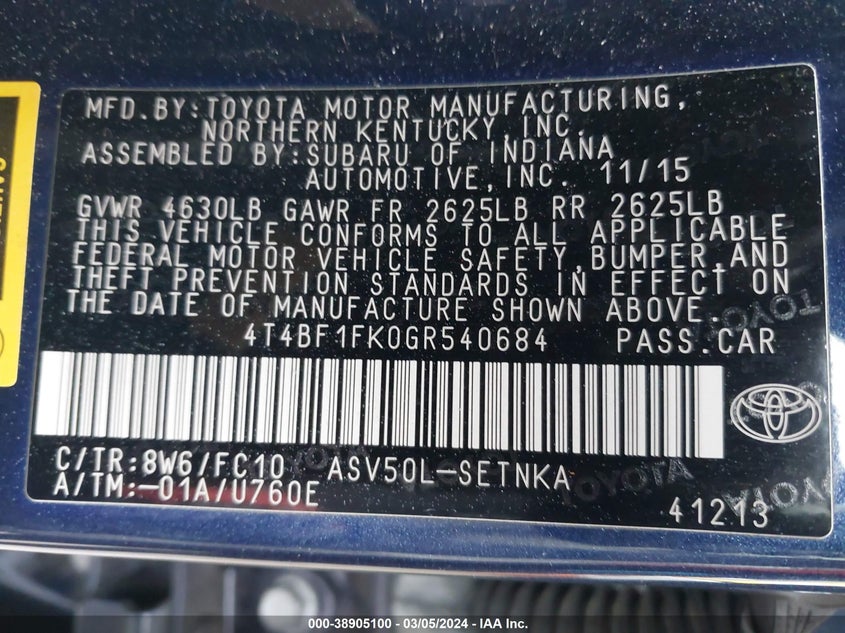 MFD.BY:TOYOTA MOTOR MANUFACTURING,
NORTHERN KENTUCKY,INC.
ASSEMBLED BY:SUBARU OF INDIANA
AUTOMOTIVE,INC. 11/15
GVWR 4630LB GAWR FR 2625LB RR 2625LB
THIS VEHICLE CONFORMS TO ALL APPLICABLE
FEDERAL MOTOR VEHICLE SAFETY,BUMPER,AND
THEFT PREVENTION STANDARDS IN EFFECT ON
THE DATE OF MANUFACTURE SHOWN ABOVE.
4T4BF1FK0GR540684 PASS.CAR
C/TR:8W6/FC10 ASV50L-SETNKA
A/TM:-01A/U760E
41213
TOYOTA
TOYOTA
TOYOTA
000-38905100 - 03/05/2024 - IAA Inc.